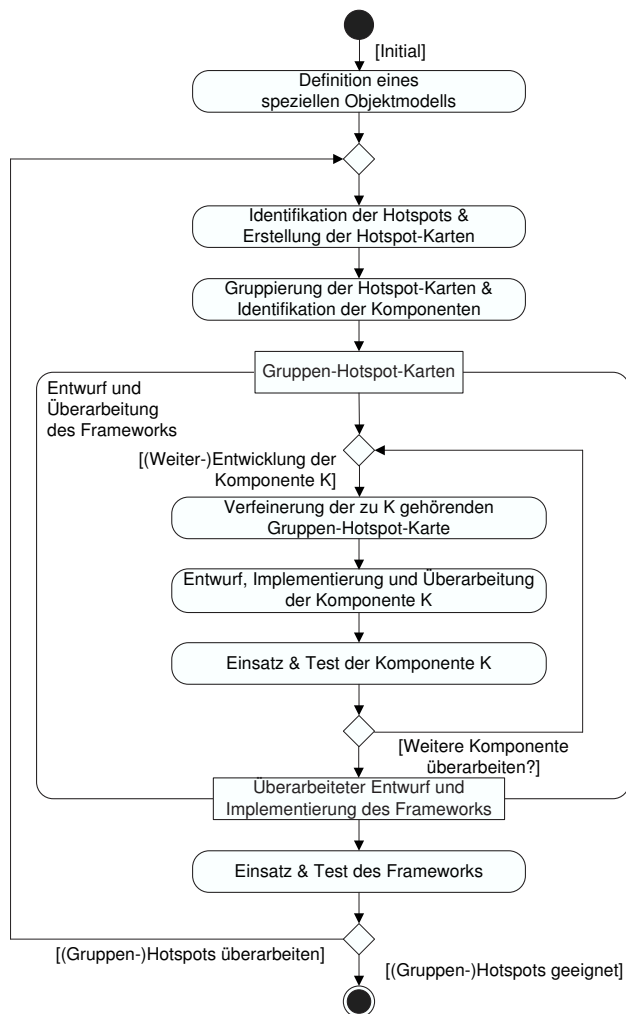 [Initial]
Definition eines
speziellen Objektmodells
Identifikation der Hotspots &
Erstellung der Hotspot-Karten
Gruppierung der Hotspot-Karten &
Identifikation der Komponenten
Gruppen-Hotspot-Karten
Entwurf und
Überarbeitung
des Frameworks
[(Weiter-)Entwicklung der
Komponente K]
Verfeinerung der zu K gehörenden
Gruppen-Hotspot-Karte
Entwurf, Implementierung und Überarbeitung
der Komponente K
Einsatz & Test der Komponente K
[Weitere Komponente
überarbeiten?]
Überarbeiteter Entwurf und
Implementierung des Frameworks
Einsatz & Test des Frameworks
[(Gruppen-)Hotspots überarbeiten]
[(Gruppen-)Hotspots geeignet]